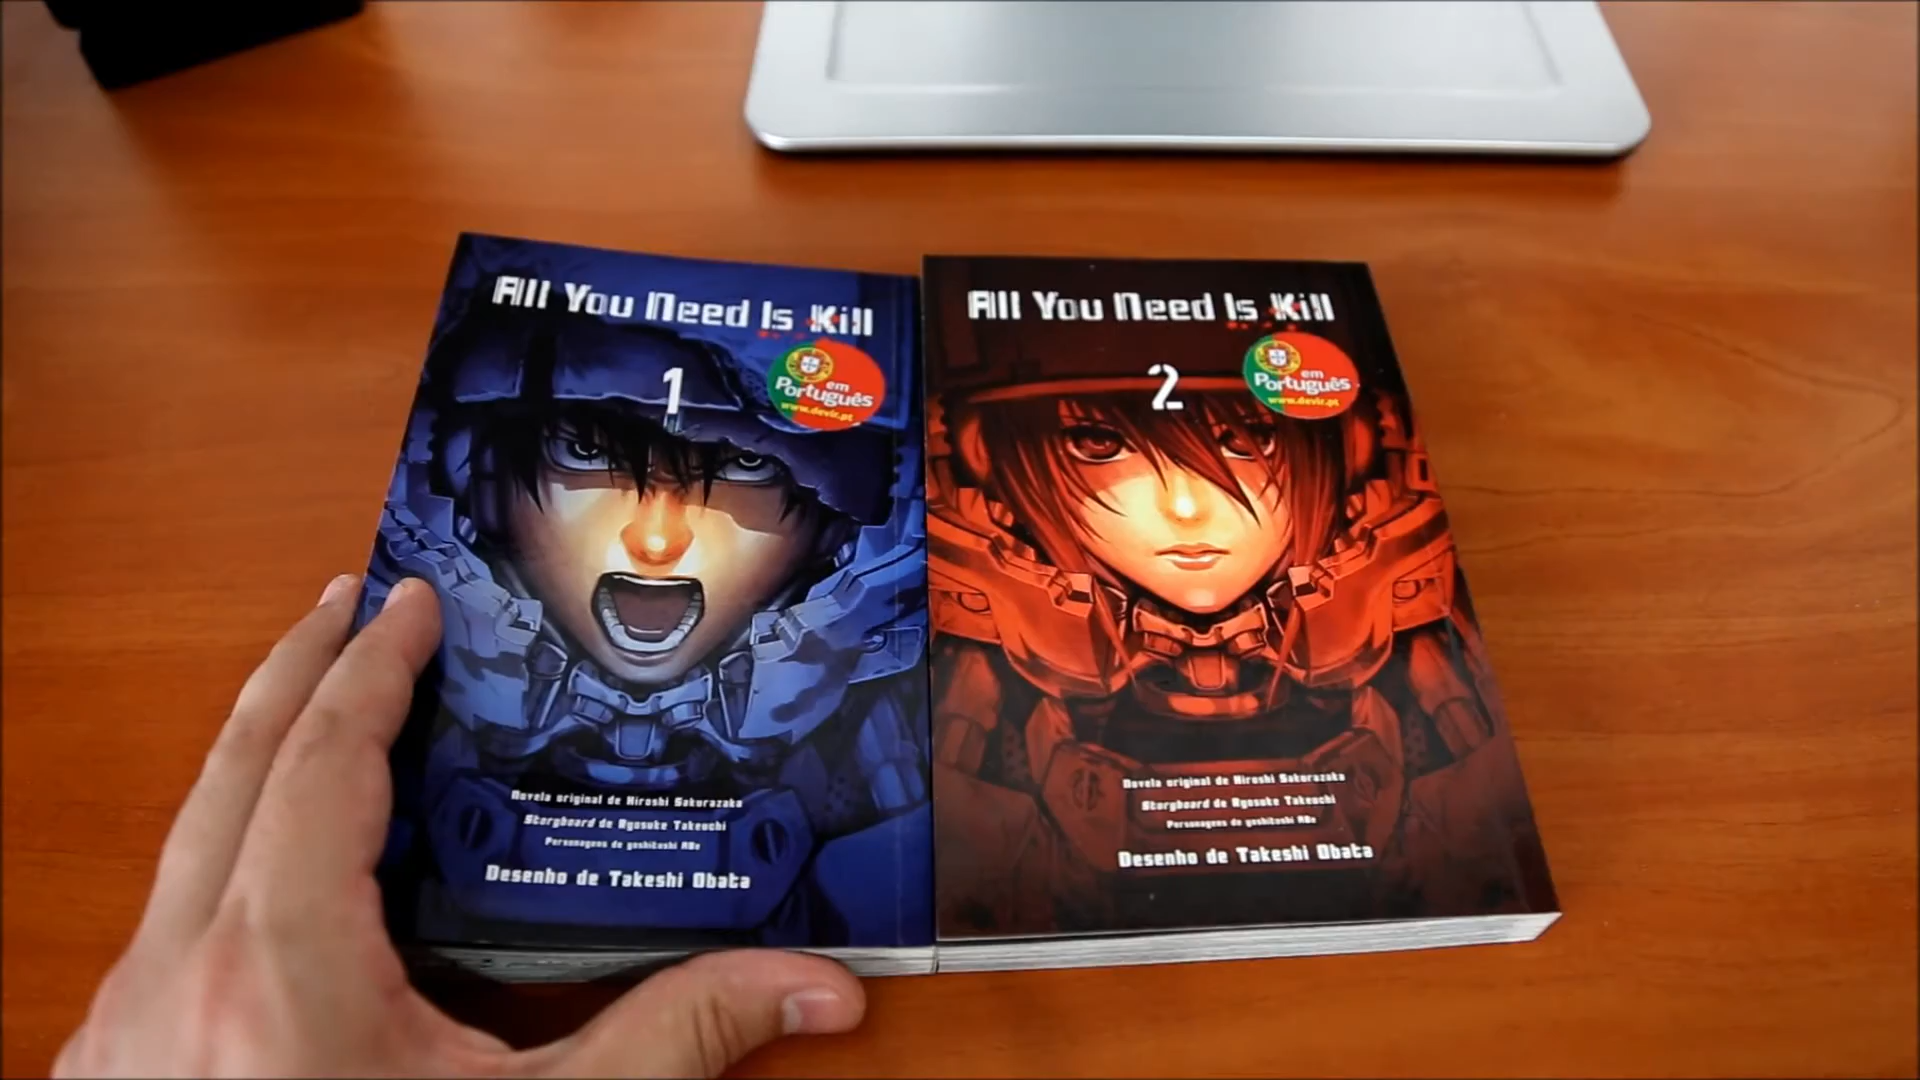 All You Need Is Kill
1
em
Português
www.devir.pt
Novela original de Hiroshi Sakurazaka
Storyboard de Ryosuke Takeuchi
Personagens de yoshitoshi ABe
Desenho de Takeshi Obata
All You Need Is Kill
2
em
Português
www.devir.pt
Novela original de Hiroshi Sakurazaka
Storyboard de Ryosuke Takeuchi
Personagens de yoshitoshi ABe
Desenho de Takeshi Obata